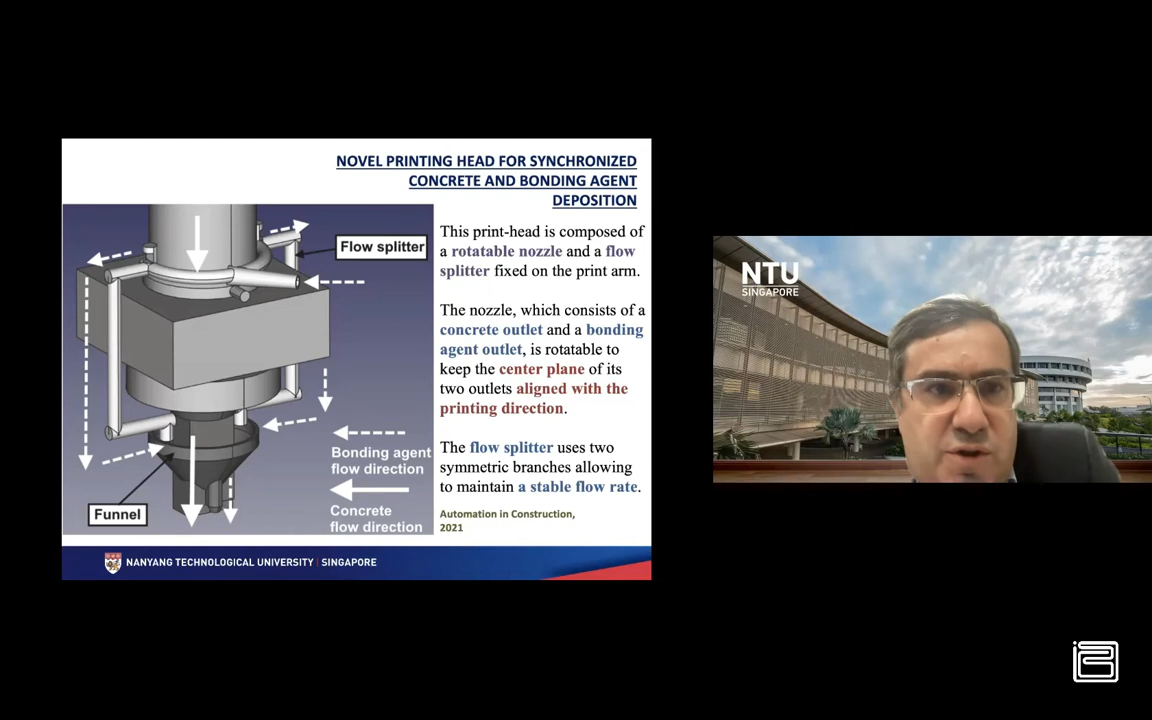 NOVEL PRINTING HEAD FOR SYNCHRONIZED
CONCRETE AND BONDING AGENT
DEPOSITION
This print-head is composed of
a rotatable nozzle and a flow
splitter fixed on the print arm.
The nozzle, which consists of a
concrete outlet and a bonding
agent outlet, is rotatable to
keep the center plane of its
two outlets aligned with the
printing direction.
The flow splitter uses two
symmetric branches allowing
to maintain a stable flow rate.
Automation in Construction,
2021
Flow splitter
Bonding agent
flow direction
Concrete
flow direction
Funnel
NANYANG TECHNOLOGICAL UNIVERSITY | SINGAPORE
NTU
SINGAPORE